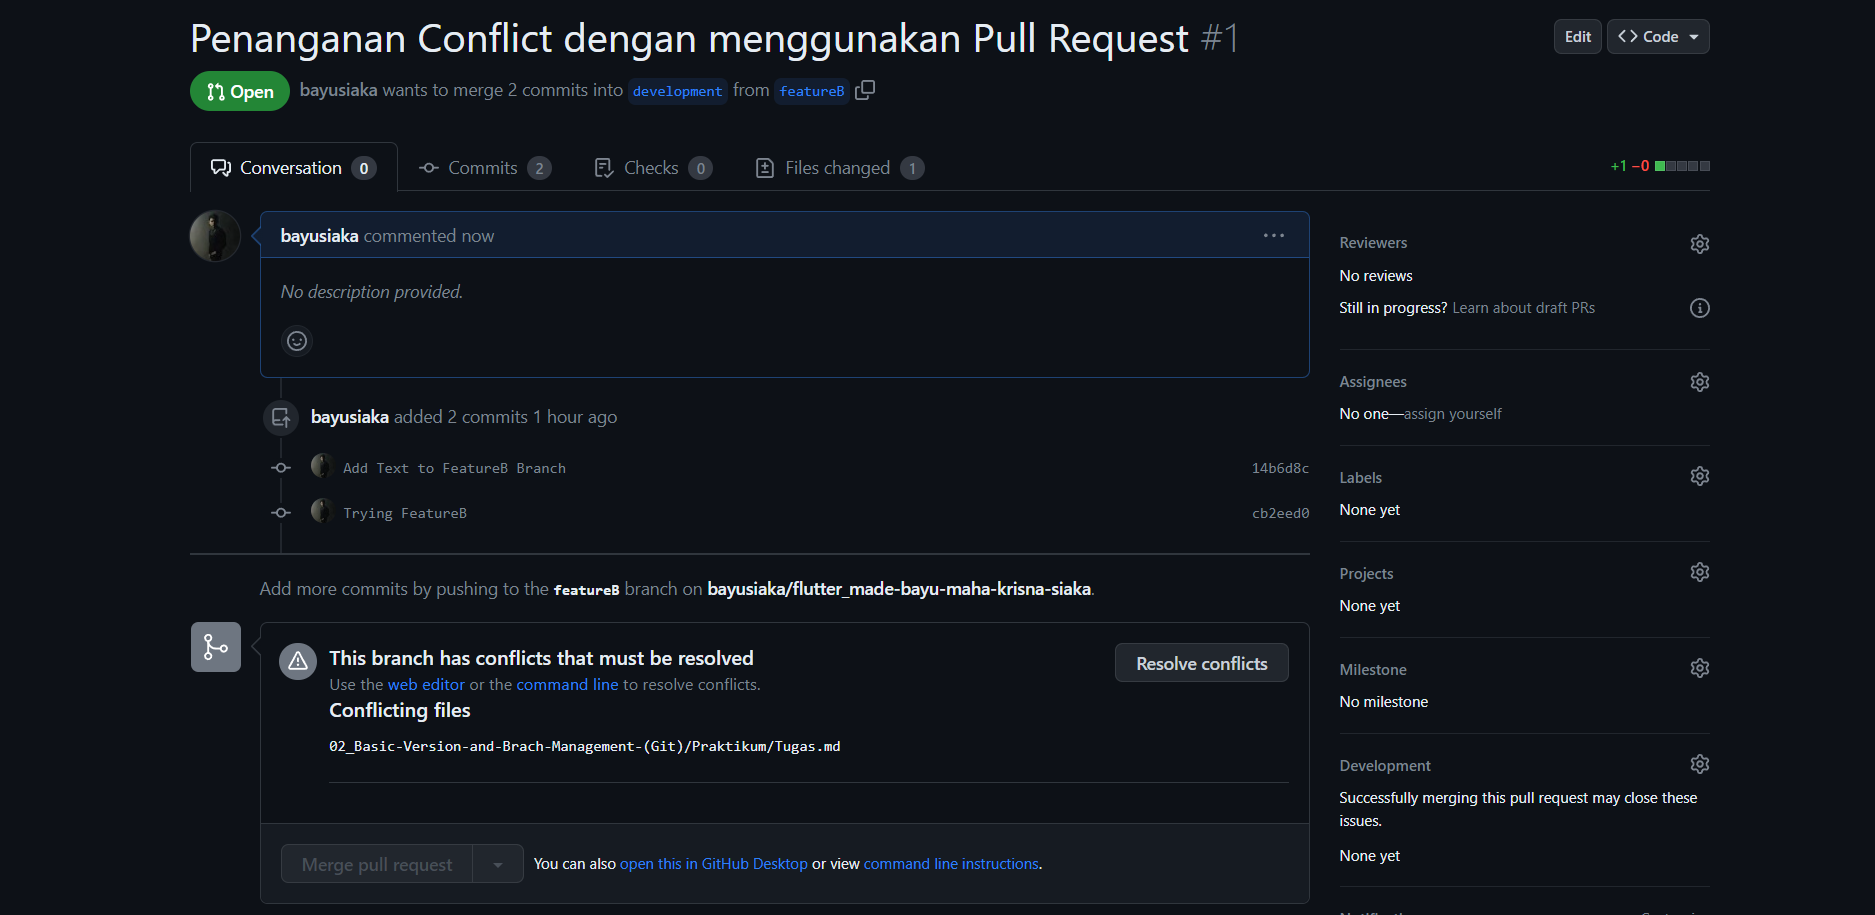 Penanganan Conflict dengan menggunakan Pull Request #1
Edit
<> Code
Open
bayusiaka wants to merge 2 commits into development from featureB
Conversation 0
Commits 2
Checks 0
Files changed 1
+1 −0
bayusiaka commented now
No description provided.
bayusiaka added 2 commits 1 hour ago
Add Text to FeatureB Branch 14b6d8c
Trying FeatureB cb2eed0
Add more commits by pushing to the featureB branch on bayusiaka/flutter_made-bayu-maha-krisna-siaka.
This branch has conflicts that must be resolved
Use the web editor or the command line to resolve conflicts.
Resolve conflicts
Conflicting files
02_Basic-Version-and-Brach-Management-(Git)/Praktikum/Tugas.md
Merge pull request
You can also open this in GitHub Desktop or view command line instructions.
Reviewers
No reviews
Still in progress? Learn about draft PRs
Assignees
No one—assign yourself
Labels
None yet
Projects
None yet
Milestone
No milestone
Development
Successfully merging this pull request may close these
issues.
None yet